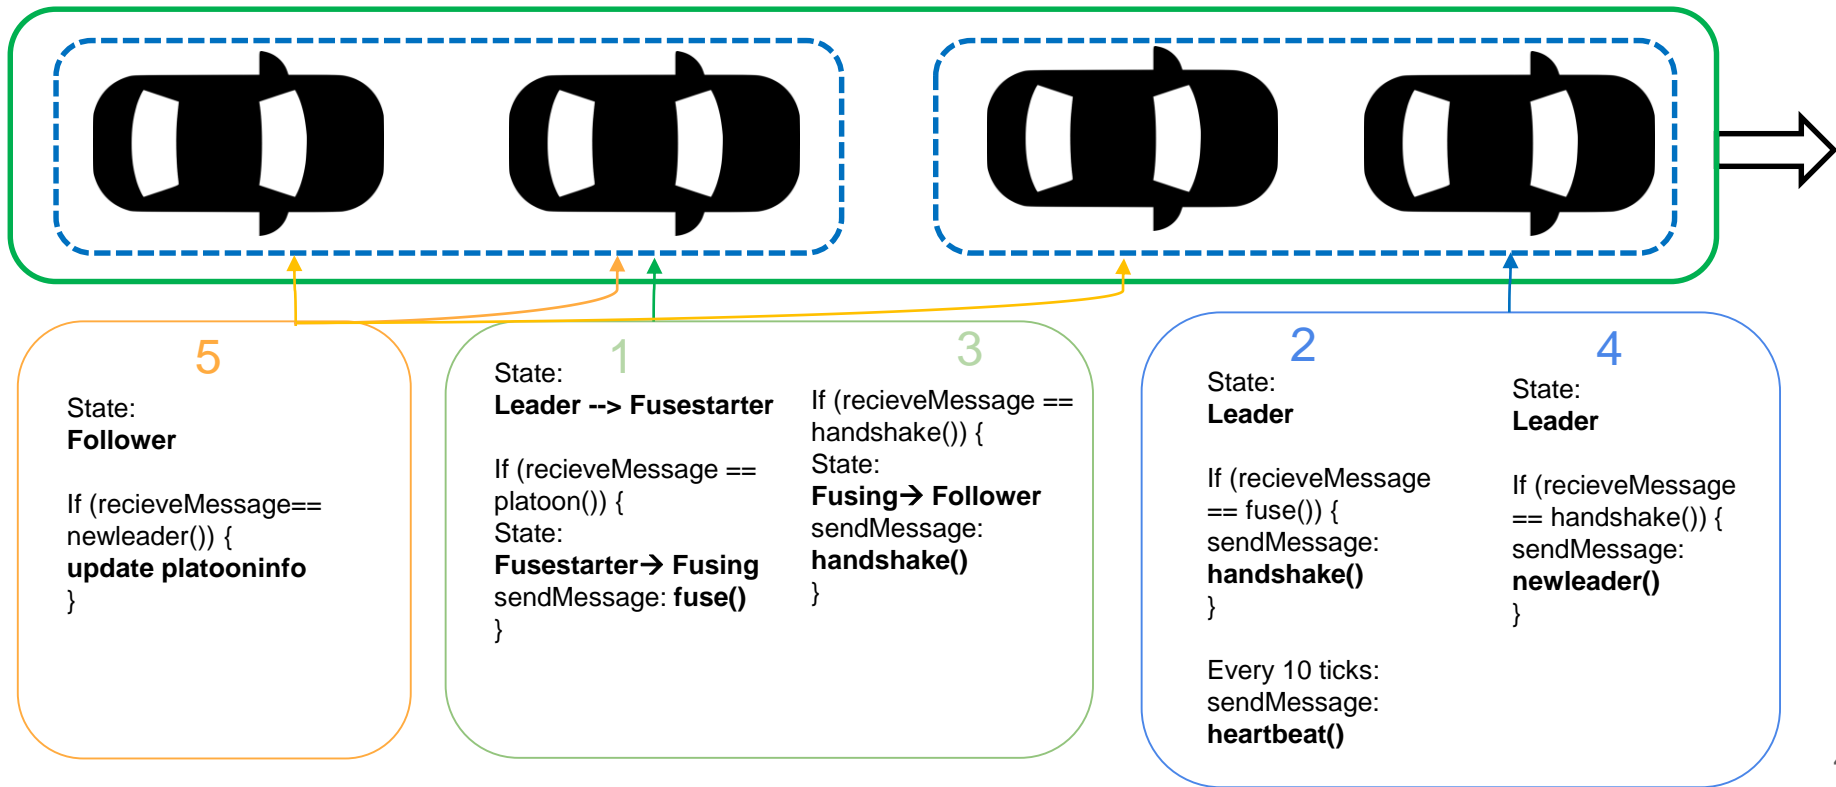 5
State:
Follower
If (recieveMessage==
newleader()) {
update platooninfo
}
1
State:
Leader --> Fusestarter
If (recieveMessage ==
platoon()) {
State:
Fusestarter→ Fusing
sendMessage: fuse()
}
3
If (recieveMessage ==
handshake()) {
State:
Fusing→ Follower
sendMessage:
handshake()
}
2
State:
Leader
If (recieveMessage
== fuse()) {
sendMessage:
handshake()
}
Every 10 ticks:
sendMessage:
heartbeat()
4
State:
Leader
If (recieveMessage
== handshake()) {
sendMessage:
newleader()
}